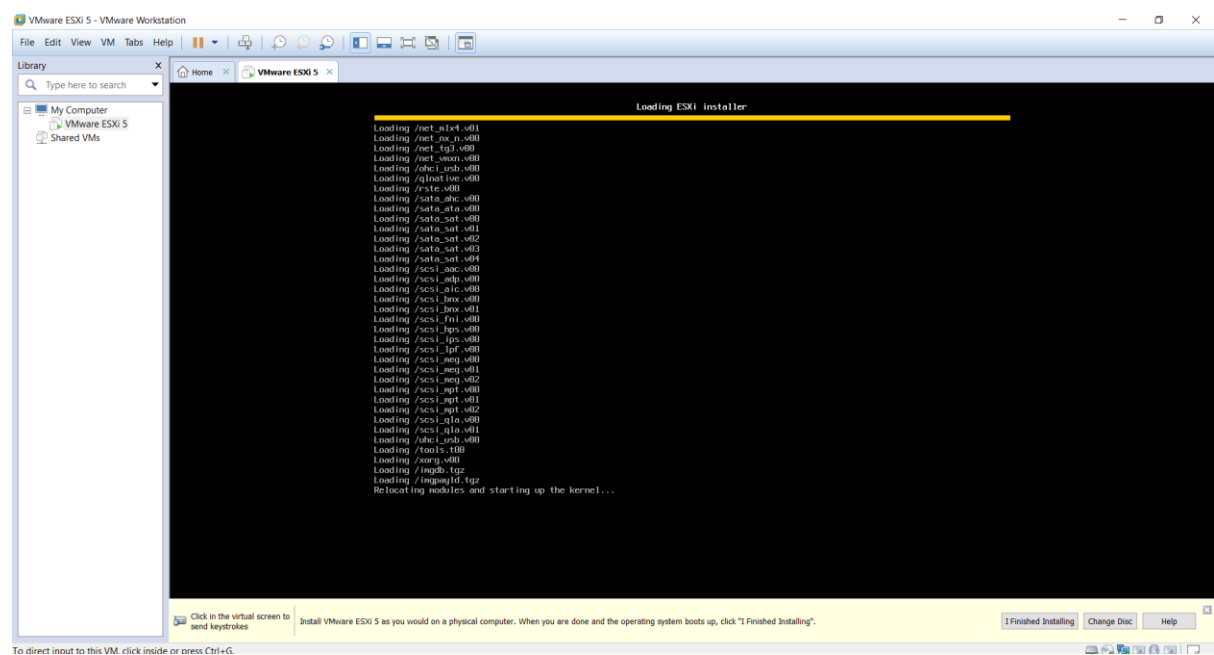 VMware ESXi 5 - VMware Workstation
File Edit View VM Tabs Help
Library x
Home × VMware ESXi 5 ×
Type here to search
My Computer
VMware ESXi 5
Shared VMs
Loading ESXi installer
Loading /net_mlx4.v01
Loading /net_nx_n.v00
Loading /net_tg3.v00
Loading /net_vmxn.v00
Loading /ohci_usb.v00
Loading /qlnative.v00
Loading /rste.v00
Loading /sata_ahc.v00
Loading /sata_ata.v00
Loading /sata_sat.v00
Loading /sata_sat.v01
Loading /sata_sat.v02
Loading /sata_sat.v03
Loading /sata_sat.v04
Loading /scsi_aac.v00
Loading /scsi_adp.v00
Loading /scsi_aic.v00
Loading /scsi_bnx.v00
Loading /scsi_bnx.v01
Loading /scsi_fni.v00
Loading /scsi_hps.v00
Loading /scsi_ips.v00
Loading /scsi_lpf.v00
Loading /scsi_meg.v00
Loading /scsi_meg.v01
Loading /scsi_meg.v02
Loading /scsi_mpt.v00
Loading /scsi_mpt.v01
Loading /scsi_mpt.v02
Loading /scsi_qla.v00
Loading /scsi_qla.v01
Loading /uhci_usb.v00
Loading /tools.t00
Loading /xorg.v00
Loading /imgdb.tgz
Loading /imgpayld.tgz
Relocating modules and starting up the kernel...
Click in the virtual screen to
send keystrokes
Install VMware ESXi 5 as you would on a physical computer. When you are done and the operating system boots up, click "I Finished Installing".
I Finished Installing Change Disc Help
To direct input to this VM, click inside or press Ctrl+G.